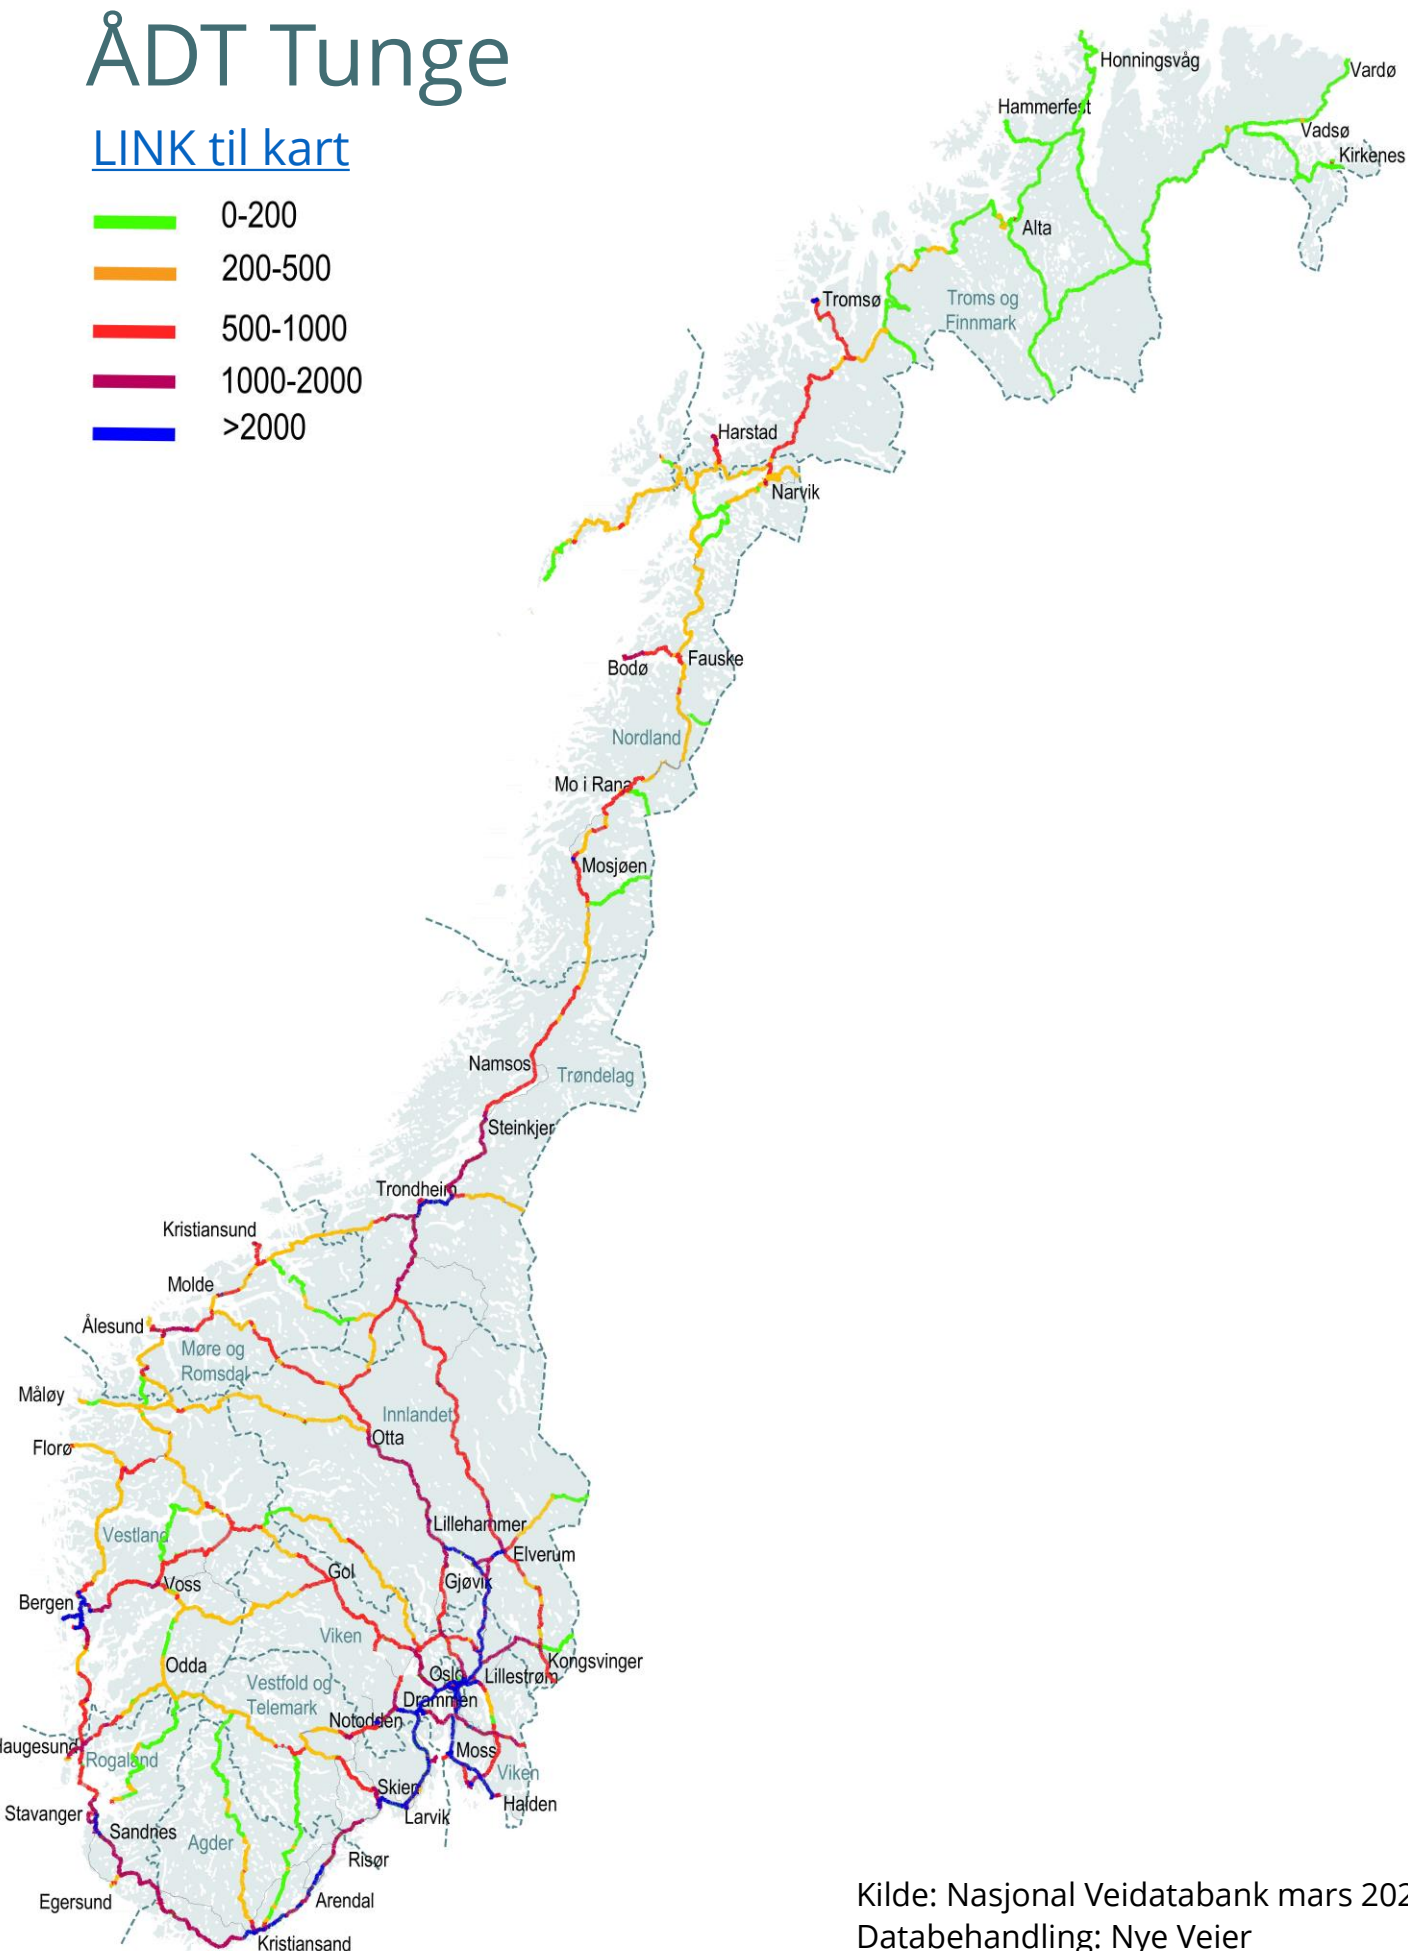 ÅDT Tunge
LINK til kart
0-200
200-500
500-1000
1000-2000
>2000
Honningsvåg
Vardø
Hammerfest
Vadsø
Kirkenes
Alta
Tromsø
Troms og
Finnmark
Harstad
Narvik
Bodø
Fauske
Nordland
Mo i Rana
Mosjøen
Namsos
Trøndelag
Steinkjer
Trondheim
Kristiansund
Molde
Ålesund
Møre og
Romsdal
Måløy
Innlandet
Otta
Florø
Lillehammer
Vestland
Elverum
Gol
Gjøvik
Voss
Bergen
Viken
Kongsvinger
Odda
Oslo
Lillestrøm
Vestfold og
Telemark
Drammen
Notodden
Haugesund
Moss
Rogaland
Viken
Skien
Halden
Stavanger
Larvik
Sandnes
Agder
Risør
Egersund
Arendal
Kristiansand
Kilde: Nasjonal Veidatabank mars 202
Databehandling: Nye Veier